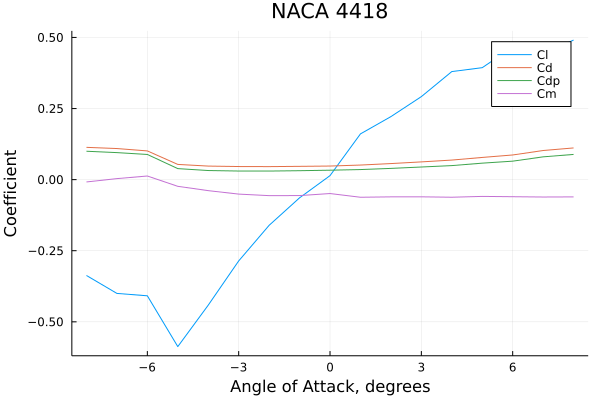 NACA 4418
Cl
Cd
Cdp
Cm
0.50
0.25
0.00
−0.25
−0.50
Coefficient
−6
−3
0
3
6
Angle of Attack, degrees